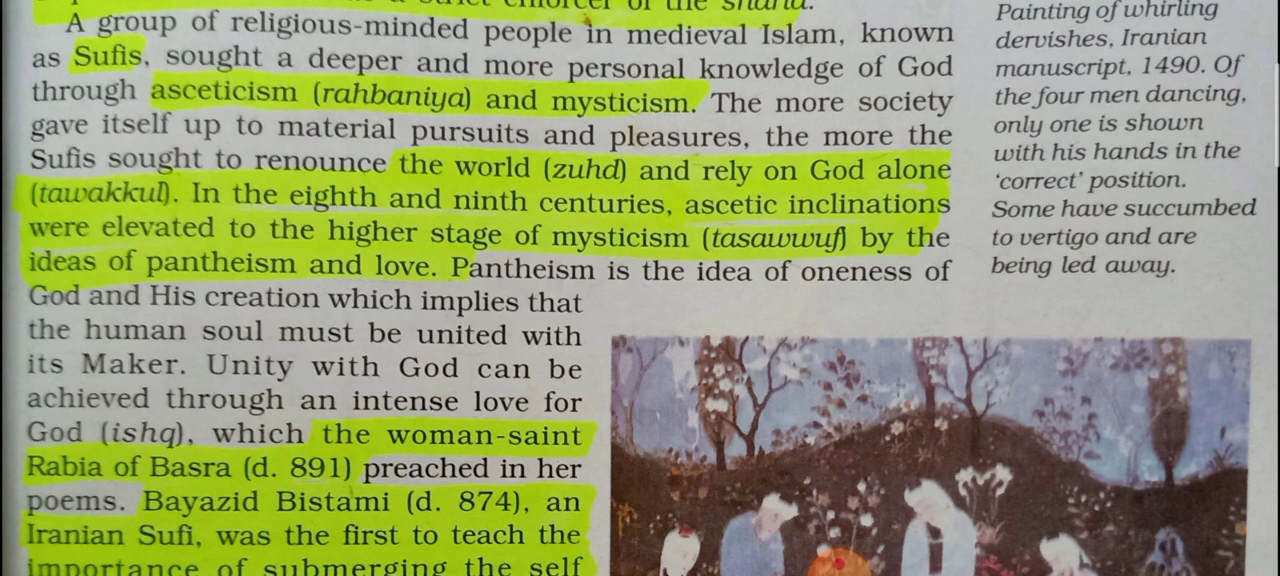 of the sharia.
A group of religious-minded people in medieval Islam, known
as Sufis, sought a deeper and more personal knowledge of God
through asceticism (rahbaniya) and mysticism. The more society
gave itself up to material pursuits and pleasures, the more the
Sufis sought to renounce the world (zuhd) and rely on God alone
(tawakkul). In the eighth and ninth centuries, ascetic inclinations
were elevated to the higher stage of mysticism (tasawwuf) by the
ideas of pantheism and love. Pantheism is the idea of oneness of
God and His creation which implies that
the human soul must be united with
its Maker. Unity with God can be
achieved through an intense love for
God (ishq), which the woman-saint
Rabia of Basra (d. 891) preached in her
poems. Bayazid Bistami (d. 874), an
Iranian Sufi, was the first to teach the
importance of submerging the self
Painting of whirling
dervishes, Iranian
manuscript, 1490. Of
the four men dancing,
only one is shown
with his hands in the
‘correct’ position.
Some have succumbed
to vertigo and are
being led away.